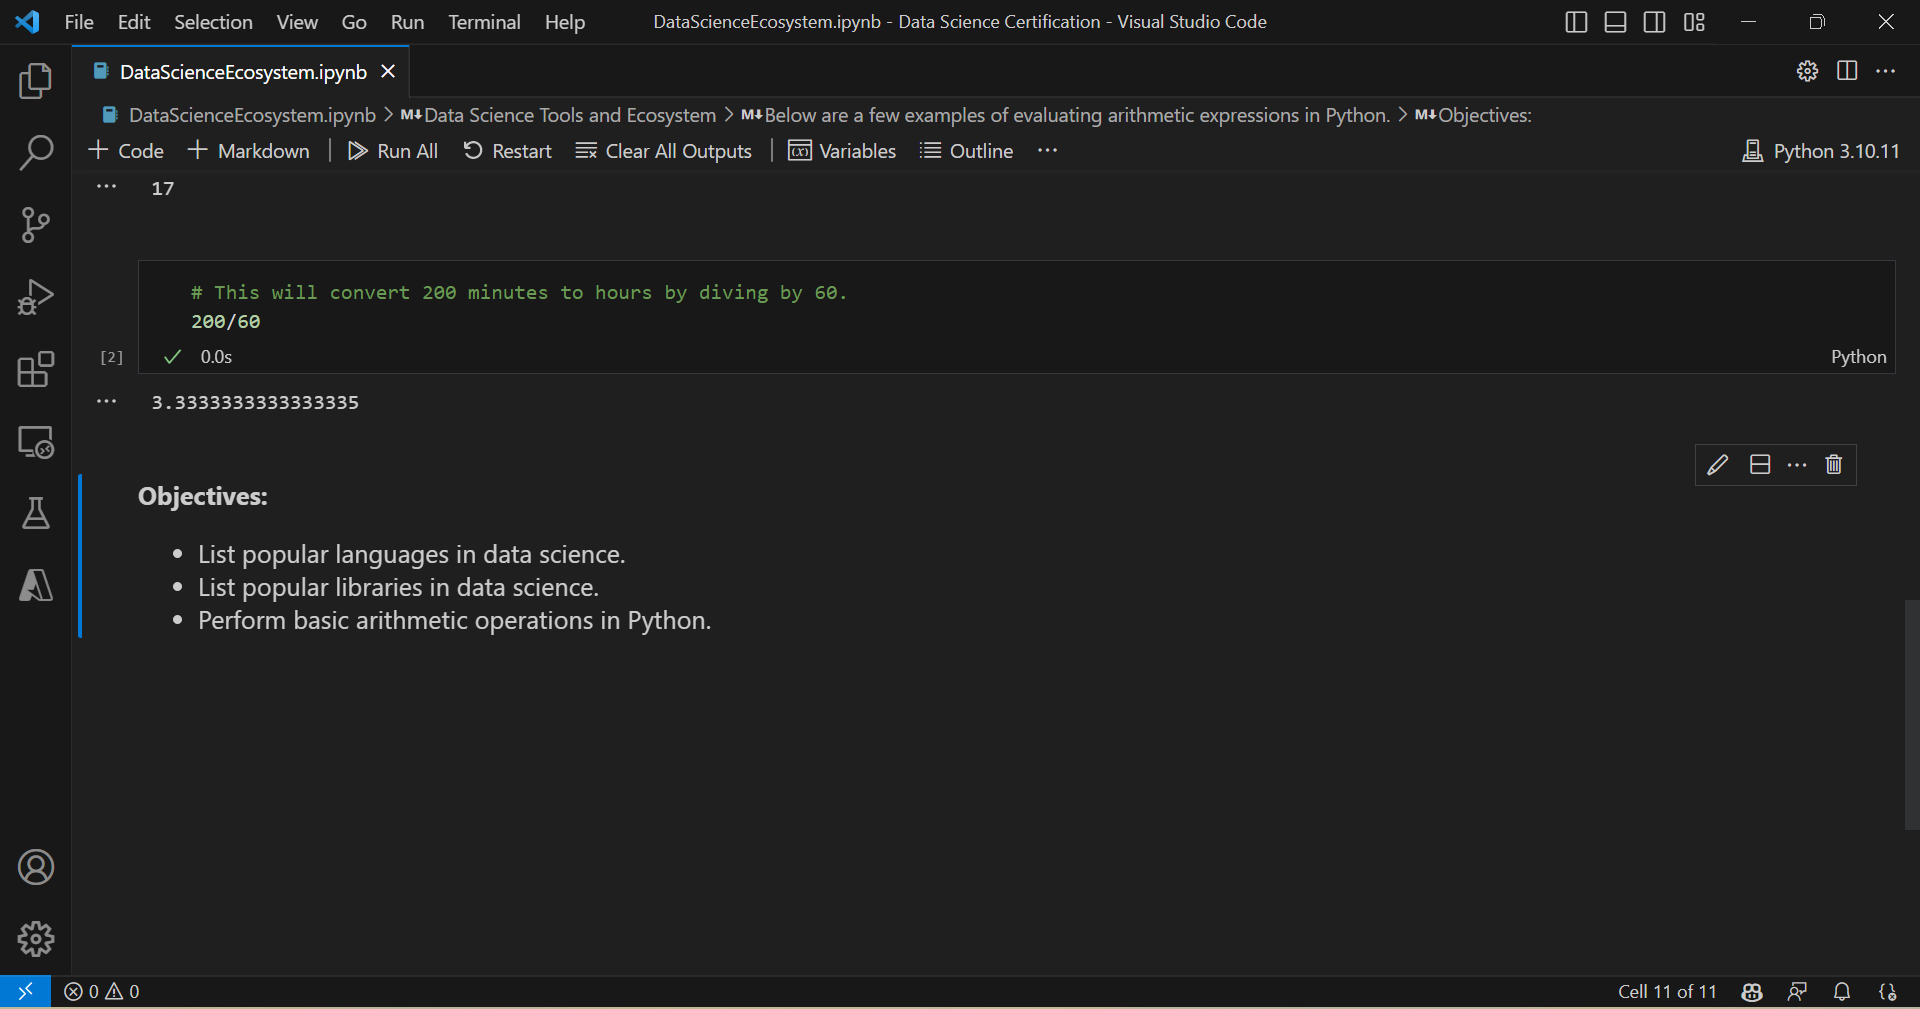 File Edit Selection View Go Run Terminal Help DataScienceEcosystem.ipynb - Data Science Certification - Visual Studio Code
DataScienceEcosystem.ipynb
DataScienceEcosystem.ipynb > M↓Data Science Tools and Ecosystem > M↓Below are a few examples of evaluating arithmetic expressions in Python. > M↓Objectives:
+ Code + Markdown | Run All Restart Clear All Outputs | Variables Outline ··· Python 3.10.11
··· 17
# This will convert 200 minutes to hours by diving by 60.
200/60
[2] ✓ 0.0s Python
··· 3.3333333333333335
Objectives:
• List popular languages in data science.
• List popular libraries in data science.
• Perform basic arithmetic operations in Python.
0 0 Cell 11 of 11